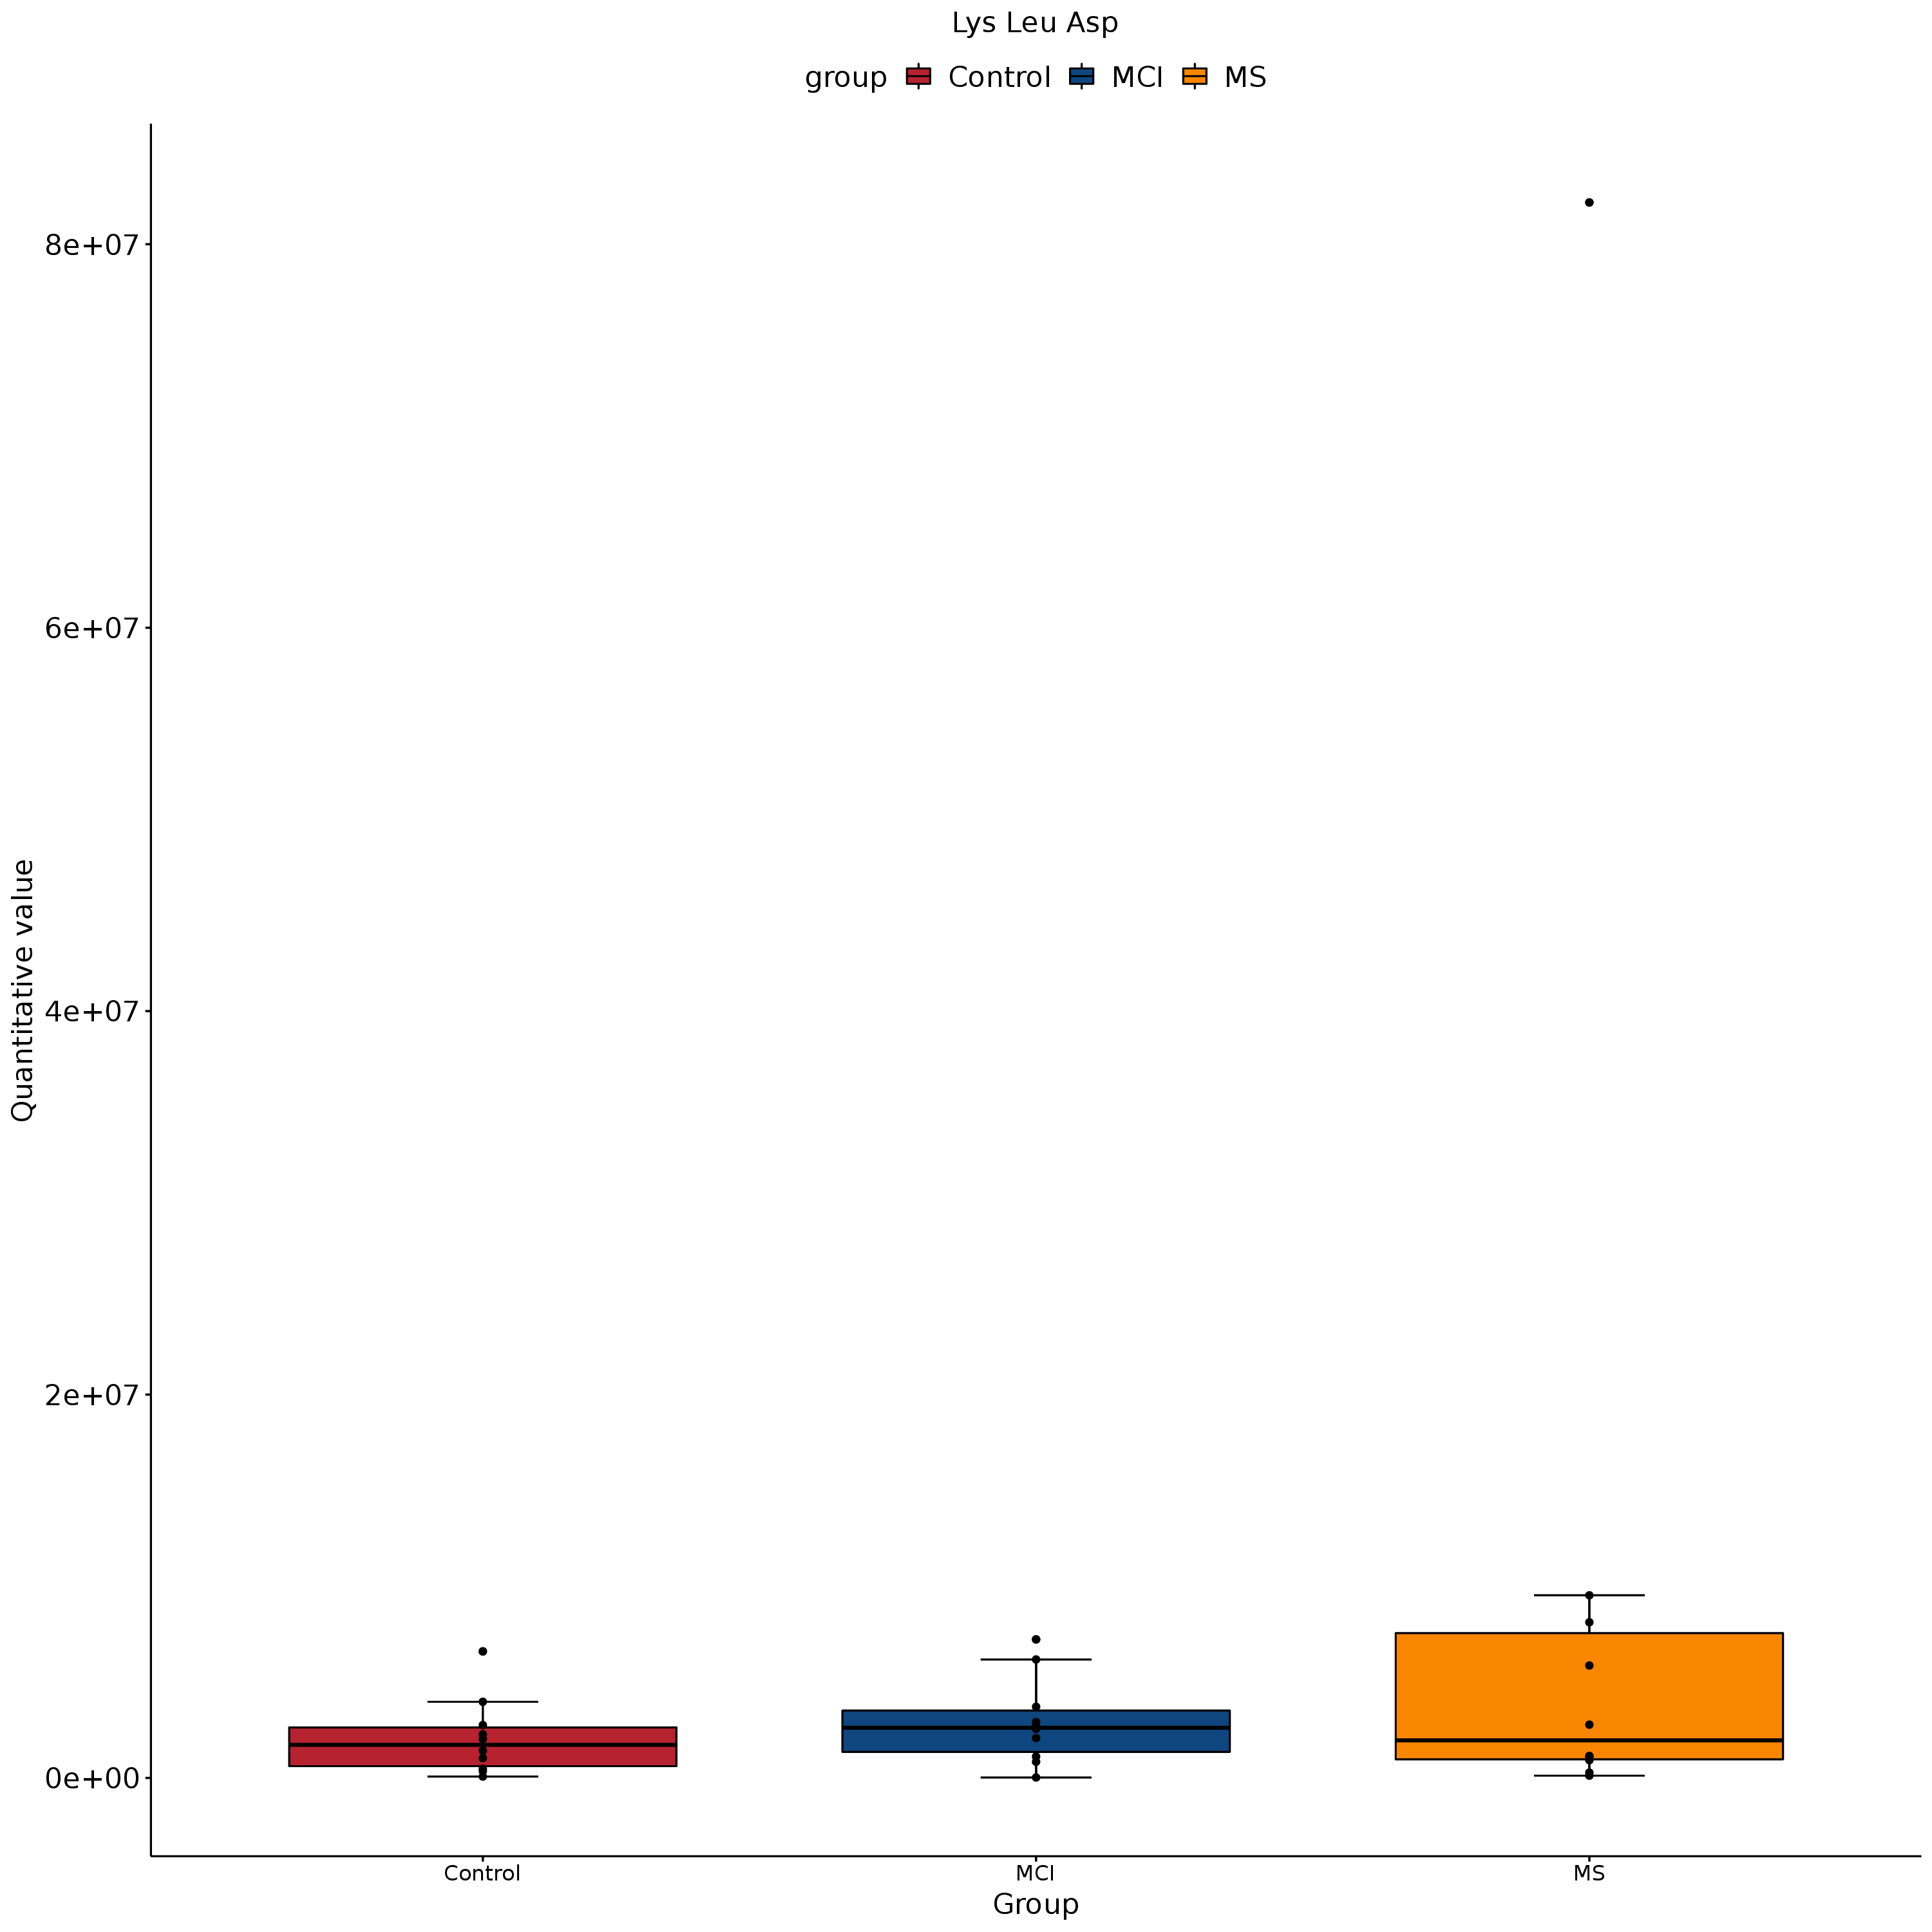 Lys Leu Asp
group Control MCI MS
8e+07
6e+07
4e+07
2e+07
0e+00
Quantitative value
Control MCI MS
Group